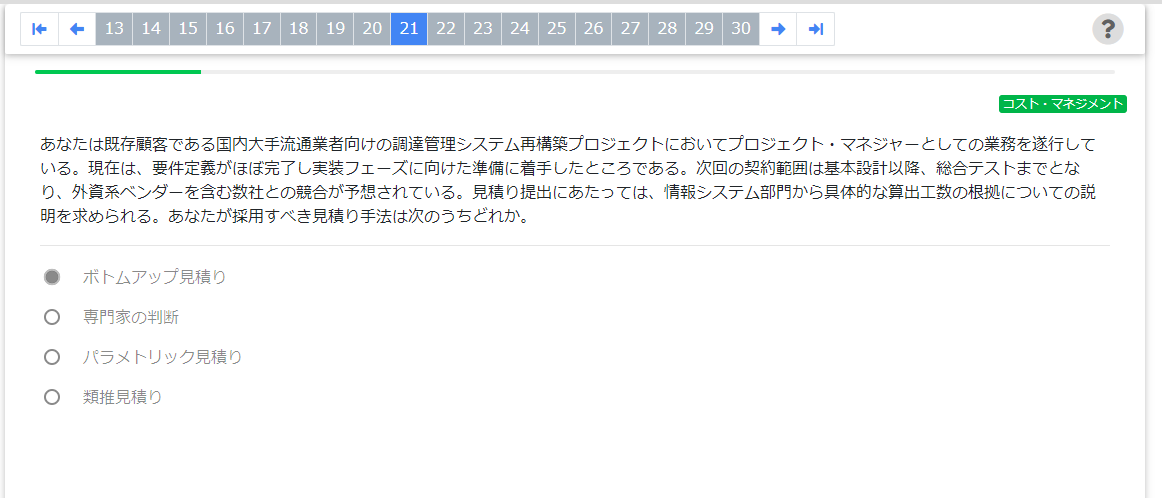 13 14 15 16 17 18 19 20 21 22 23 24 25 26 27 28 29 30 ?
コスト・マネジメント
あなたは既存顧客である国内大手流通業者向けの調達管理システム再構築プロジェクトにおいてプロジェクト・マネジャーとしての業務を遂行して
いる。現在は、要件定義がほぼ完了し実装フェーズに向けた準備に着手したところである。次回の契約範囲は基本設計以降、総合テストまでとな
り、外資系ベンダーを含む数社との競合が予想されている。見積り提出にあたっては、情報システム部門から具体的な算出工数の根拠についての説
明を求められる。あなたが採用すべき見積り手法は次のうちどれか。
ボトムアップ見積り
専門家の判断
パラメトリック見積り
類推見積り